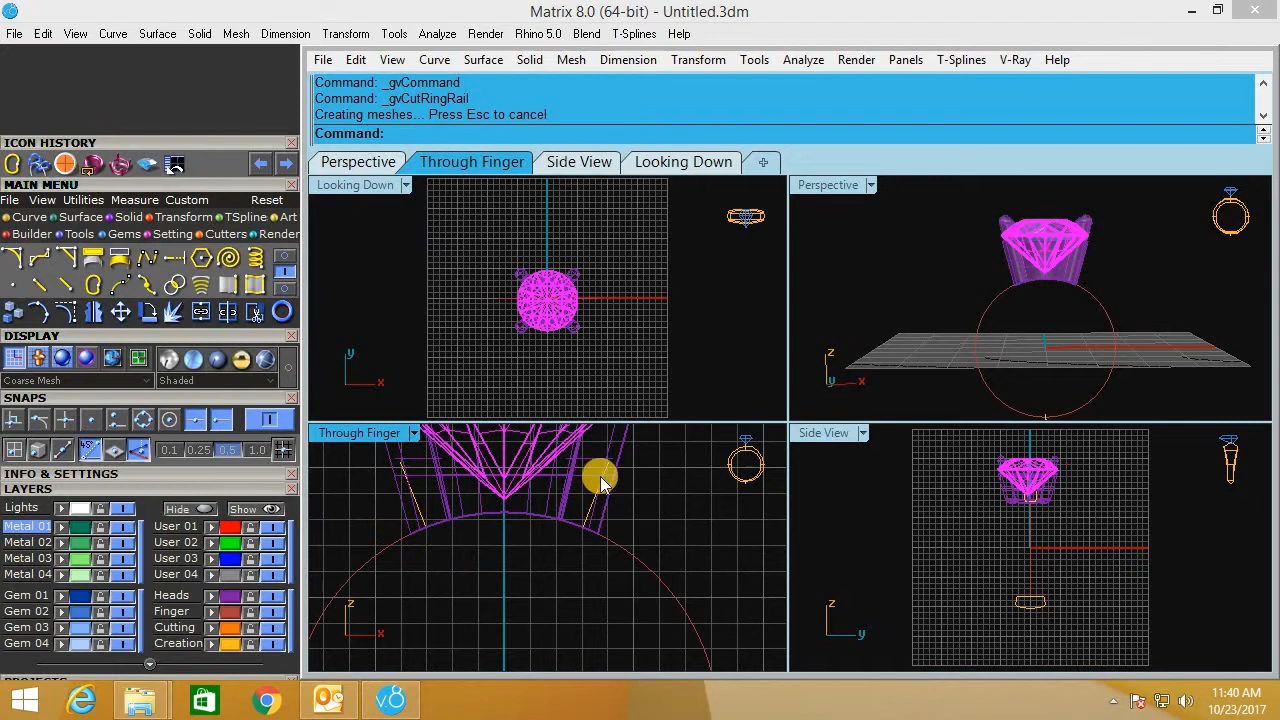 Matrix 8.0 (64-bit) - Untitled.3dm
File Edit View Curve Surface Solid Mesh Dimension Transform Tools Analyze Render Rhino 5.0 Blend T-Splines Help
File Edit View Curve Surface Solid Mesh Dimension Transform Tools Analyze Render Panels T-Splines V-Ray Help
Command: _gvCommand
Command: _gvCutRingRail
Creating meshes... Press Esc to cancel
Command:
ICON HISTORY
MAIN MENU
File View Utilities Measure Custom Reset
Curve Surface Solid Transform TSpline Art
Builder Tools Gems Setting Cutters Render
DISPLAY
Coarse Mesh Shaded
SNAPS
45° 0.1 0.25 0.5 1.0
INFO & SETTINGS
LAYERS
Lights Hide Show
Metal 01 User 01
Metal 02 User 02
Metal 03 User 03
Metal 04 User 04
Gem 01 Heads
Gem 02 Finger
Gem 03 Cutting
Gem 04 Creation
Perspective Through Finger Side View Looking Down
Looking Down
y
x
Perspective
z
y x
Through Finger
z
x
Side View
z
y
v8
11:40 AM
10/23/2017